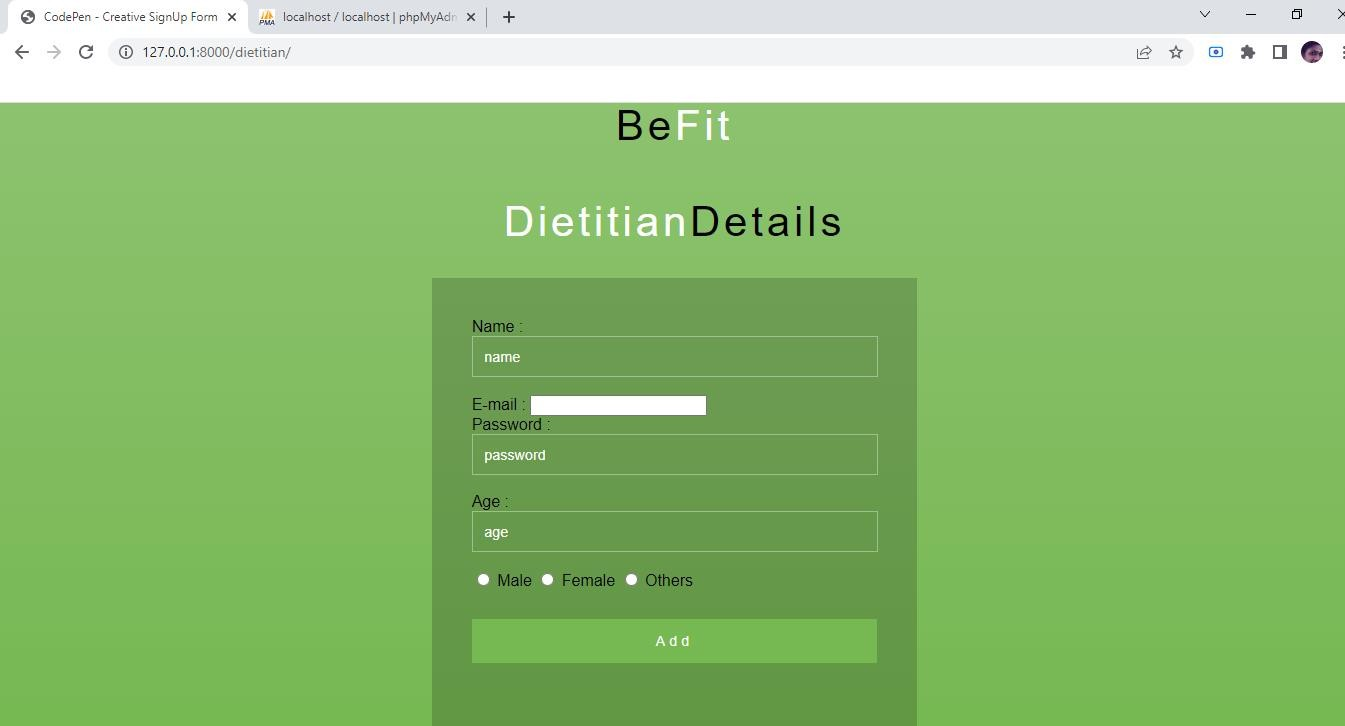 CodePen - Creative SignUp Form
localhost / localhost | phpMyAdn
127.0.0.1:8000/dietitian/
BeFit
DietitianDetails
Name :
name
E-mail :
Password :
password
Age :
age
Male Female Others
Add